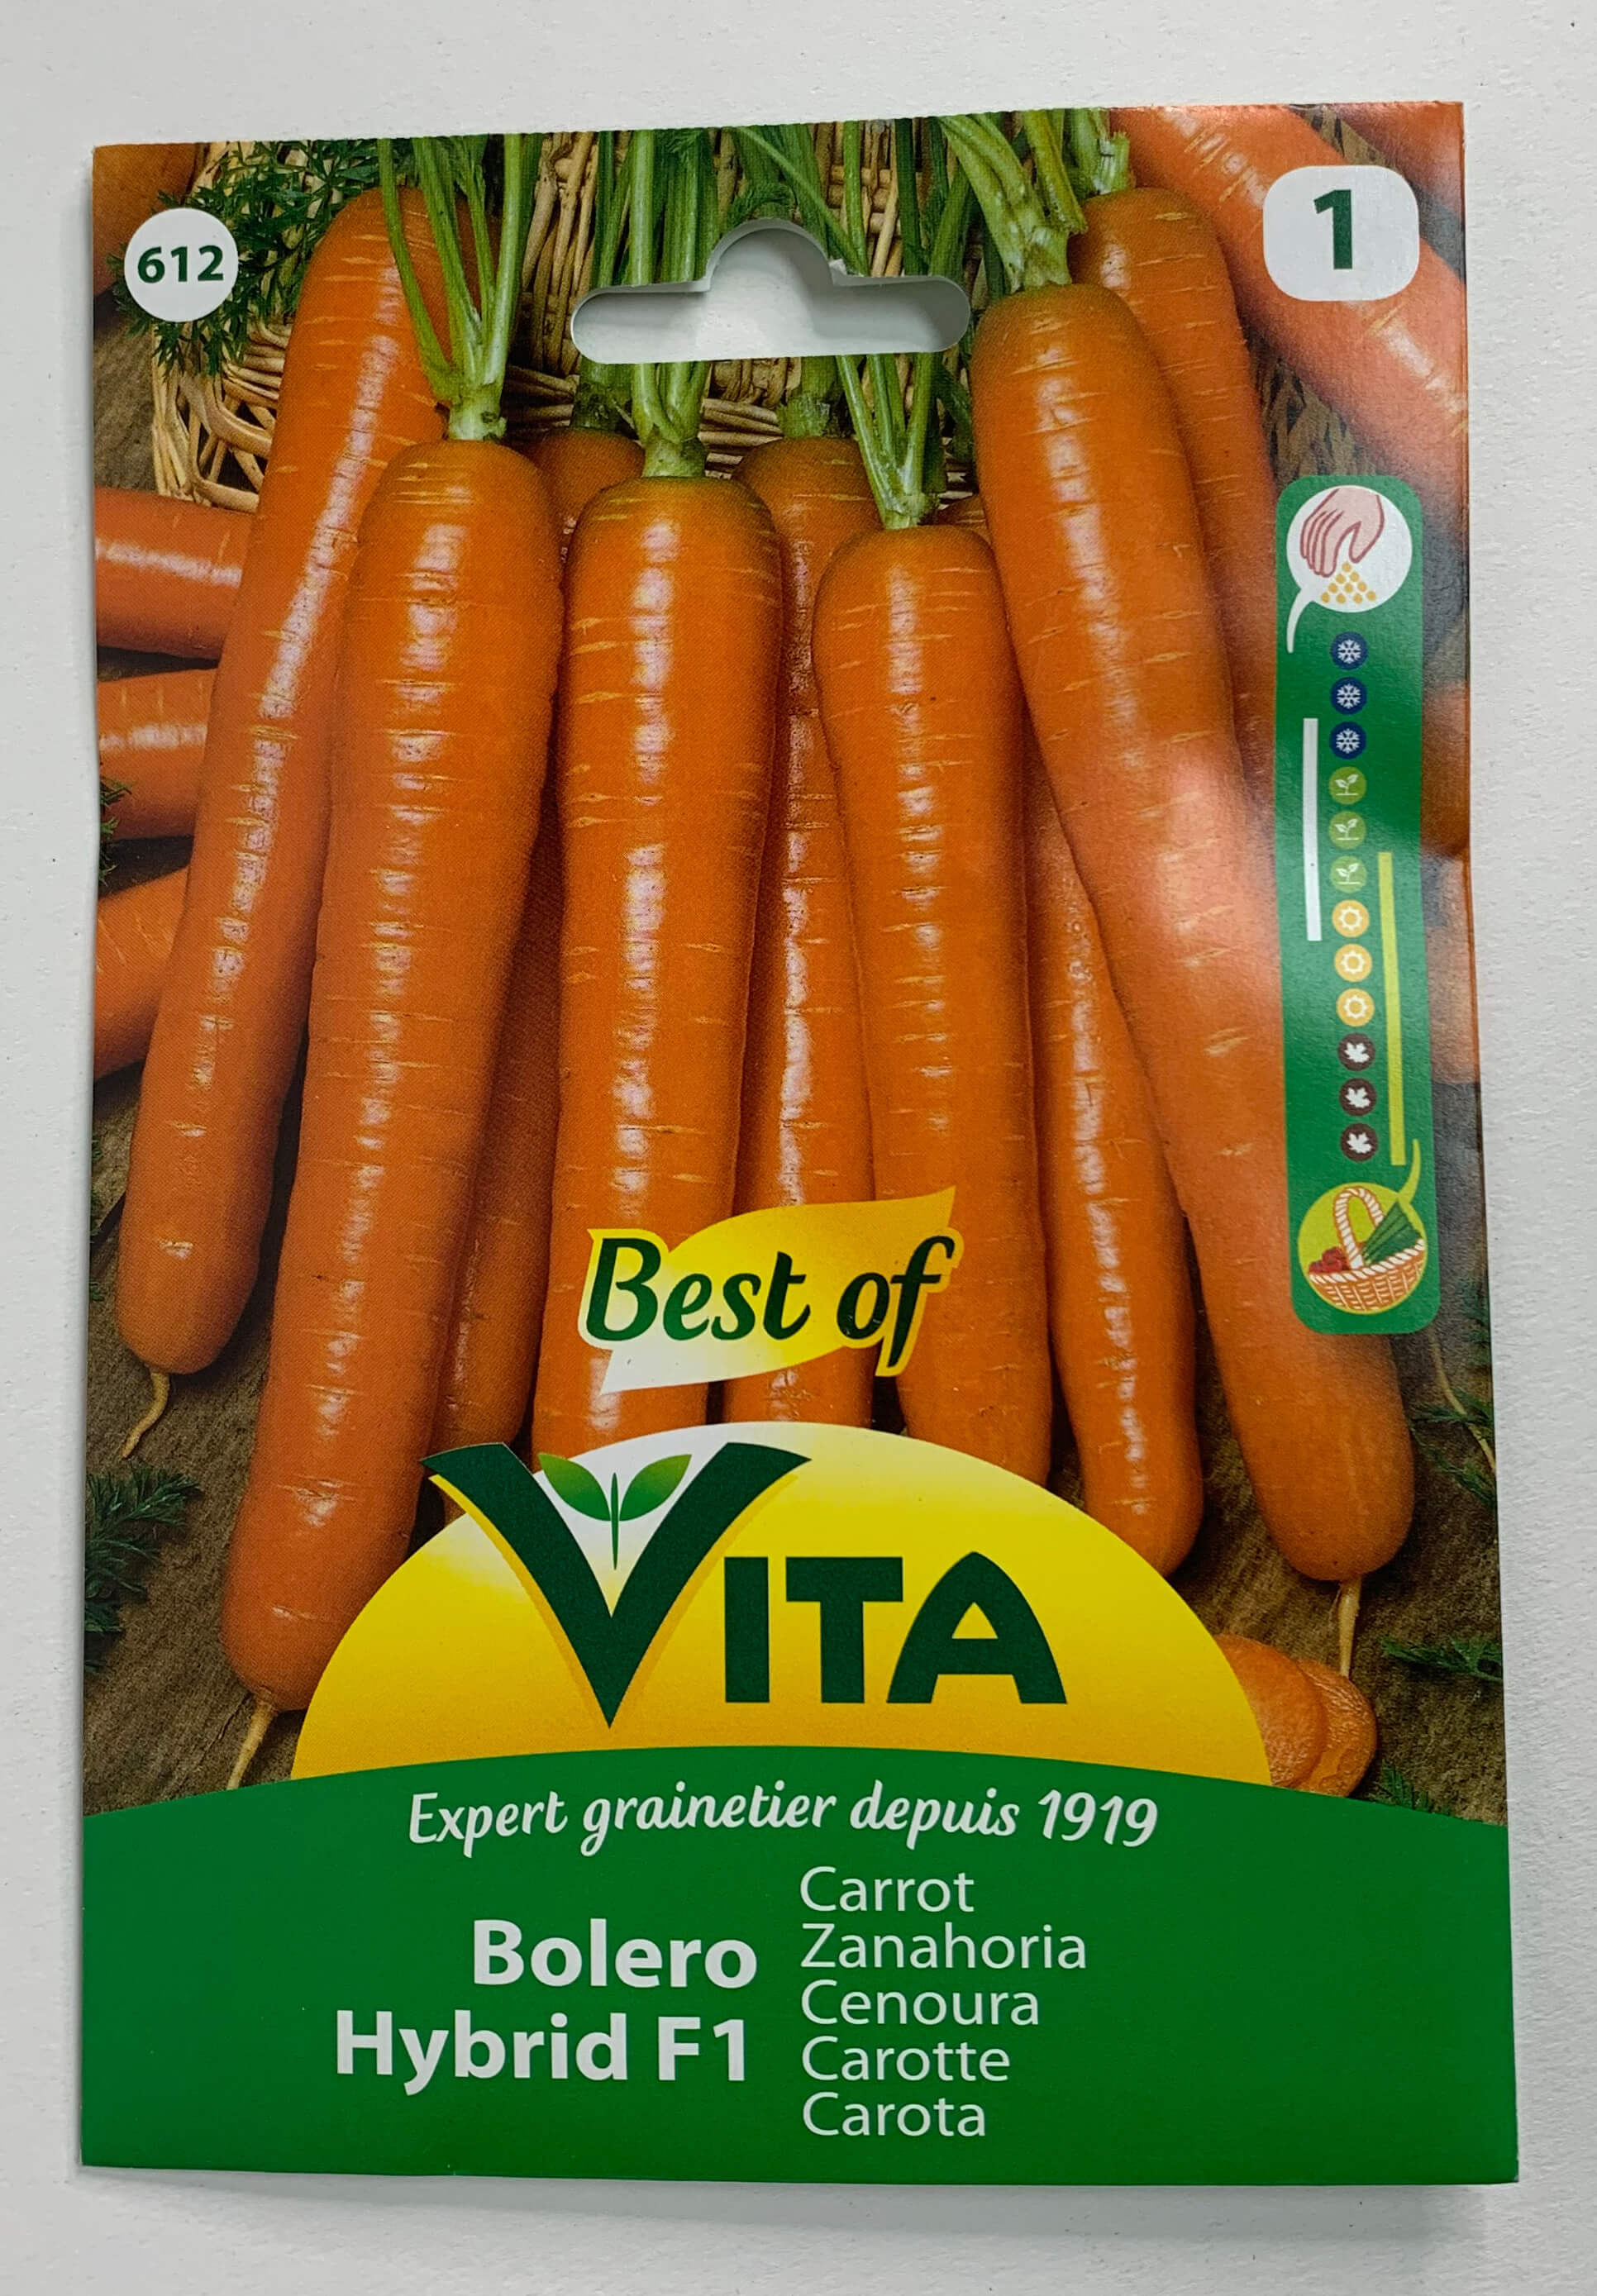 612
1
Best of
VITA
Expert grainetier depuis 1919
Bolero
Hybrid F1
Carrot
Zanahoria
Cenoura
Carotte
Carota